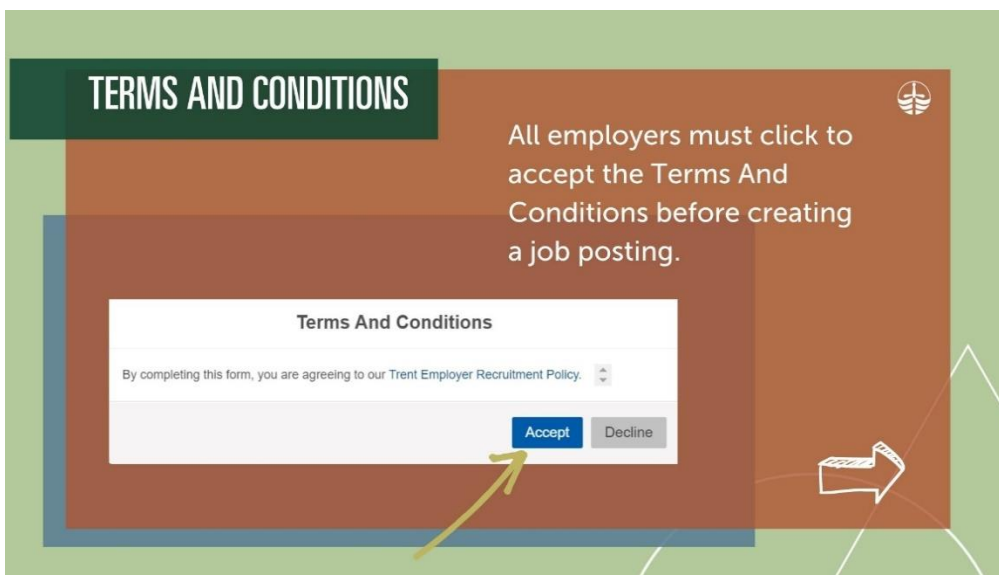 TERMS AND CONDITIONS
All employers must click to
accept the Terms And
Conditions before creating
a job posting.
Terms And Conditions
By completing this form, you are agreeing to our Trent Employer Recruitment Policy.
Accept Decline